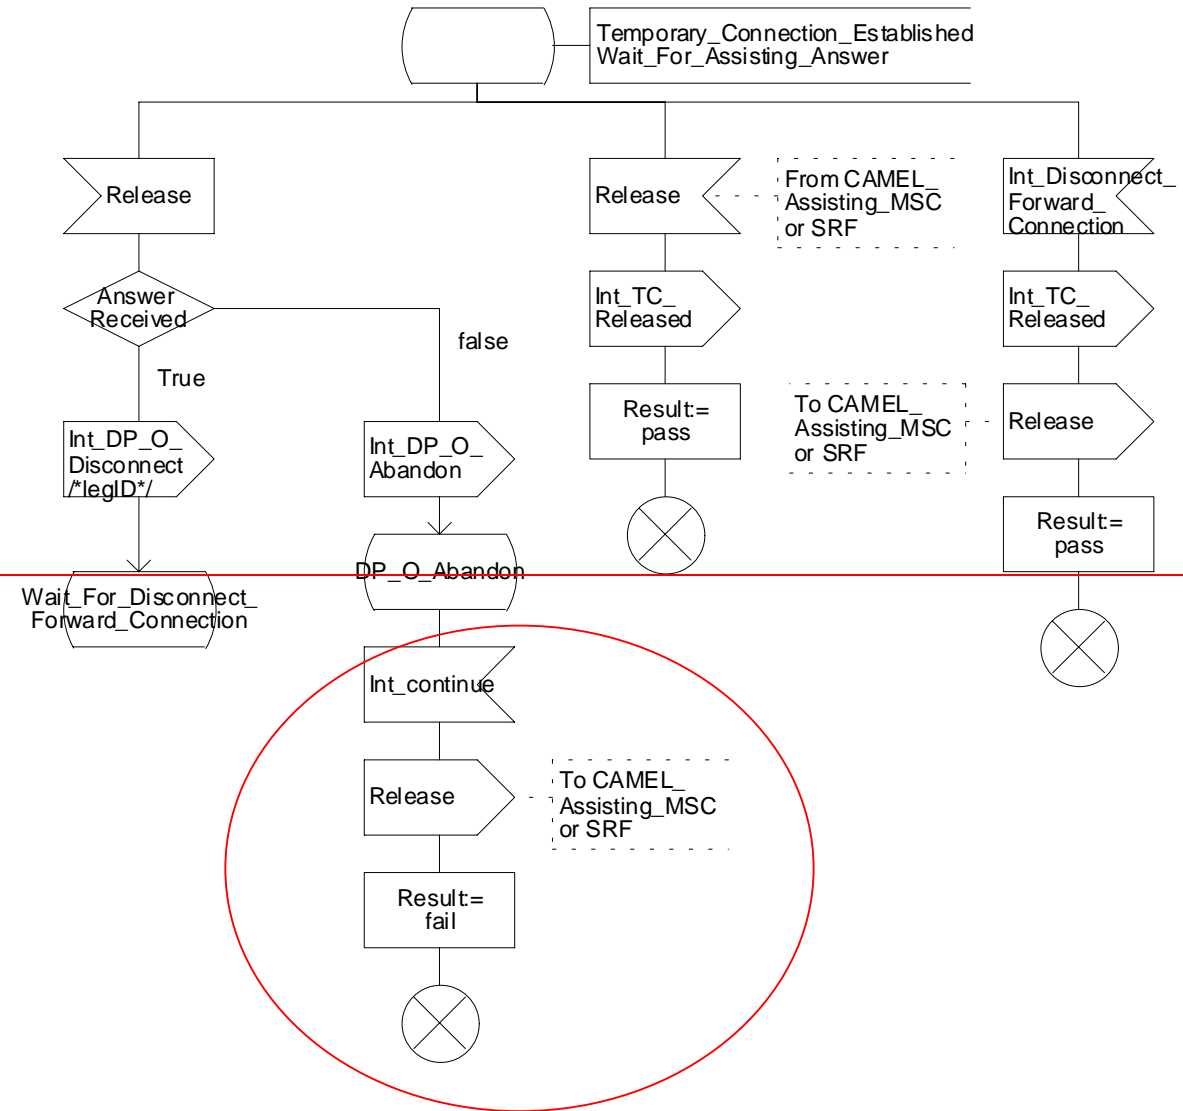 Temporary_Connection_Established
Wait_For_Assisting_Answer
Release
Answer
Received
True
false
Int_DP_O_
Disconnect
/*legID*/
Wait_For_Disconnect_
Forward_Connection
Int_DP_O_
Abandon
DP_O_Abandon
Int_continue
Release
To CAMEL_
Assisting_MSC
or SRF
Result:=
fail
Release
From CAMEL_
Assisting_MSC
or SRF
Int_TC_
Released
Result:=
pass
Int_Disconnect_
Forward_
Connection
Int_TC_
Released
To CAMEL_
Assisting_MSC
or SRF
Release
Result:=
pass